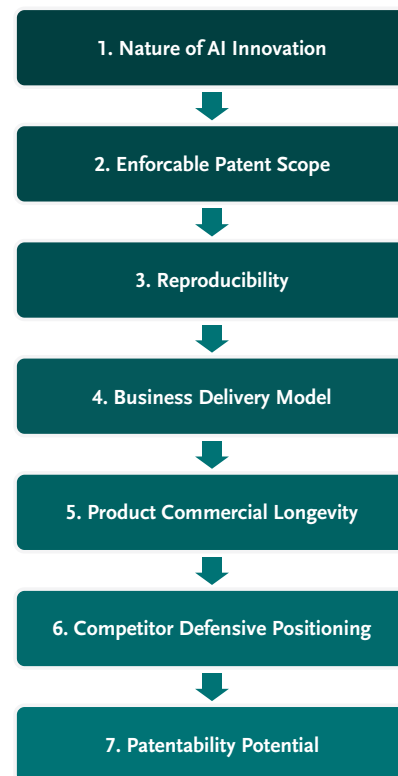 1. Nature of AI Innovation
2. Enforcable Patent Scope
3. Reproducibility
4. Business Delivery Model
5. Product Commercial Longevity
6. Competitor Defensive Positioning
7. Patentability Potential